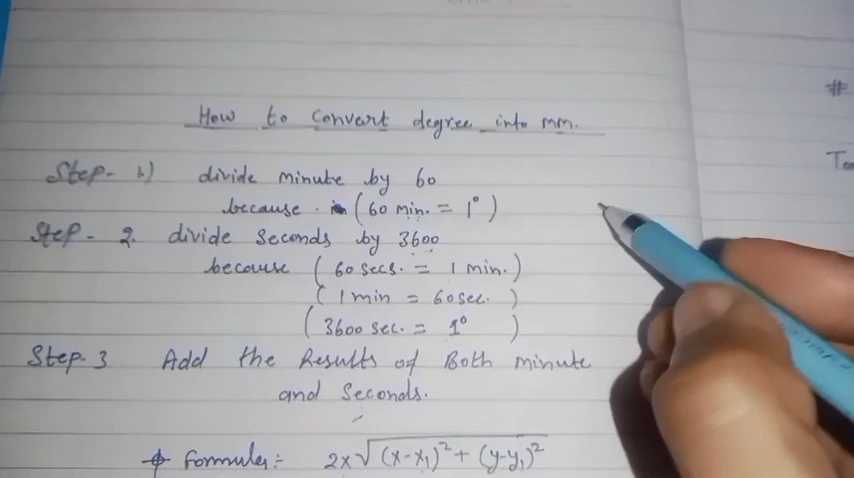 How to convert degree into mm.
Step- 1) divide minute by 60
because (60 min. = 1°)
Step - 2. divide seconds by 3600
because (60 secs. = 1 min.)
(1 min = 60 sec.)
(3600 sec. = 1°)
Step-3 Add the Results of Both minute
and seconds.
Formula:- 2x√(x-x₁)²+(y-y₁)²
#